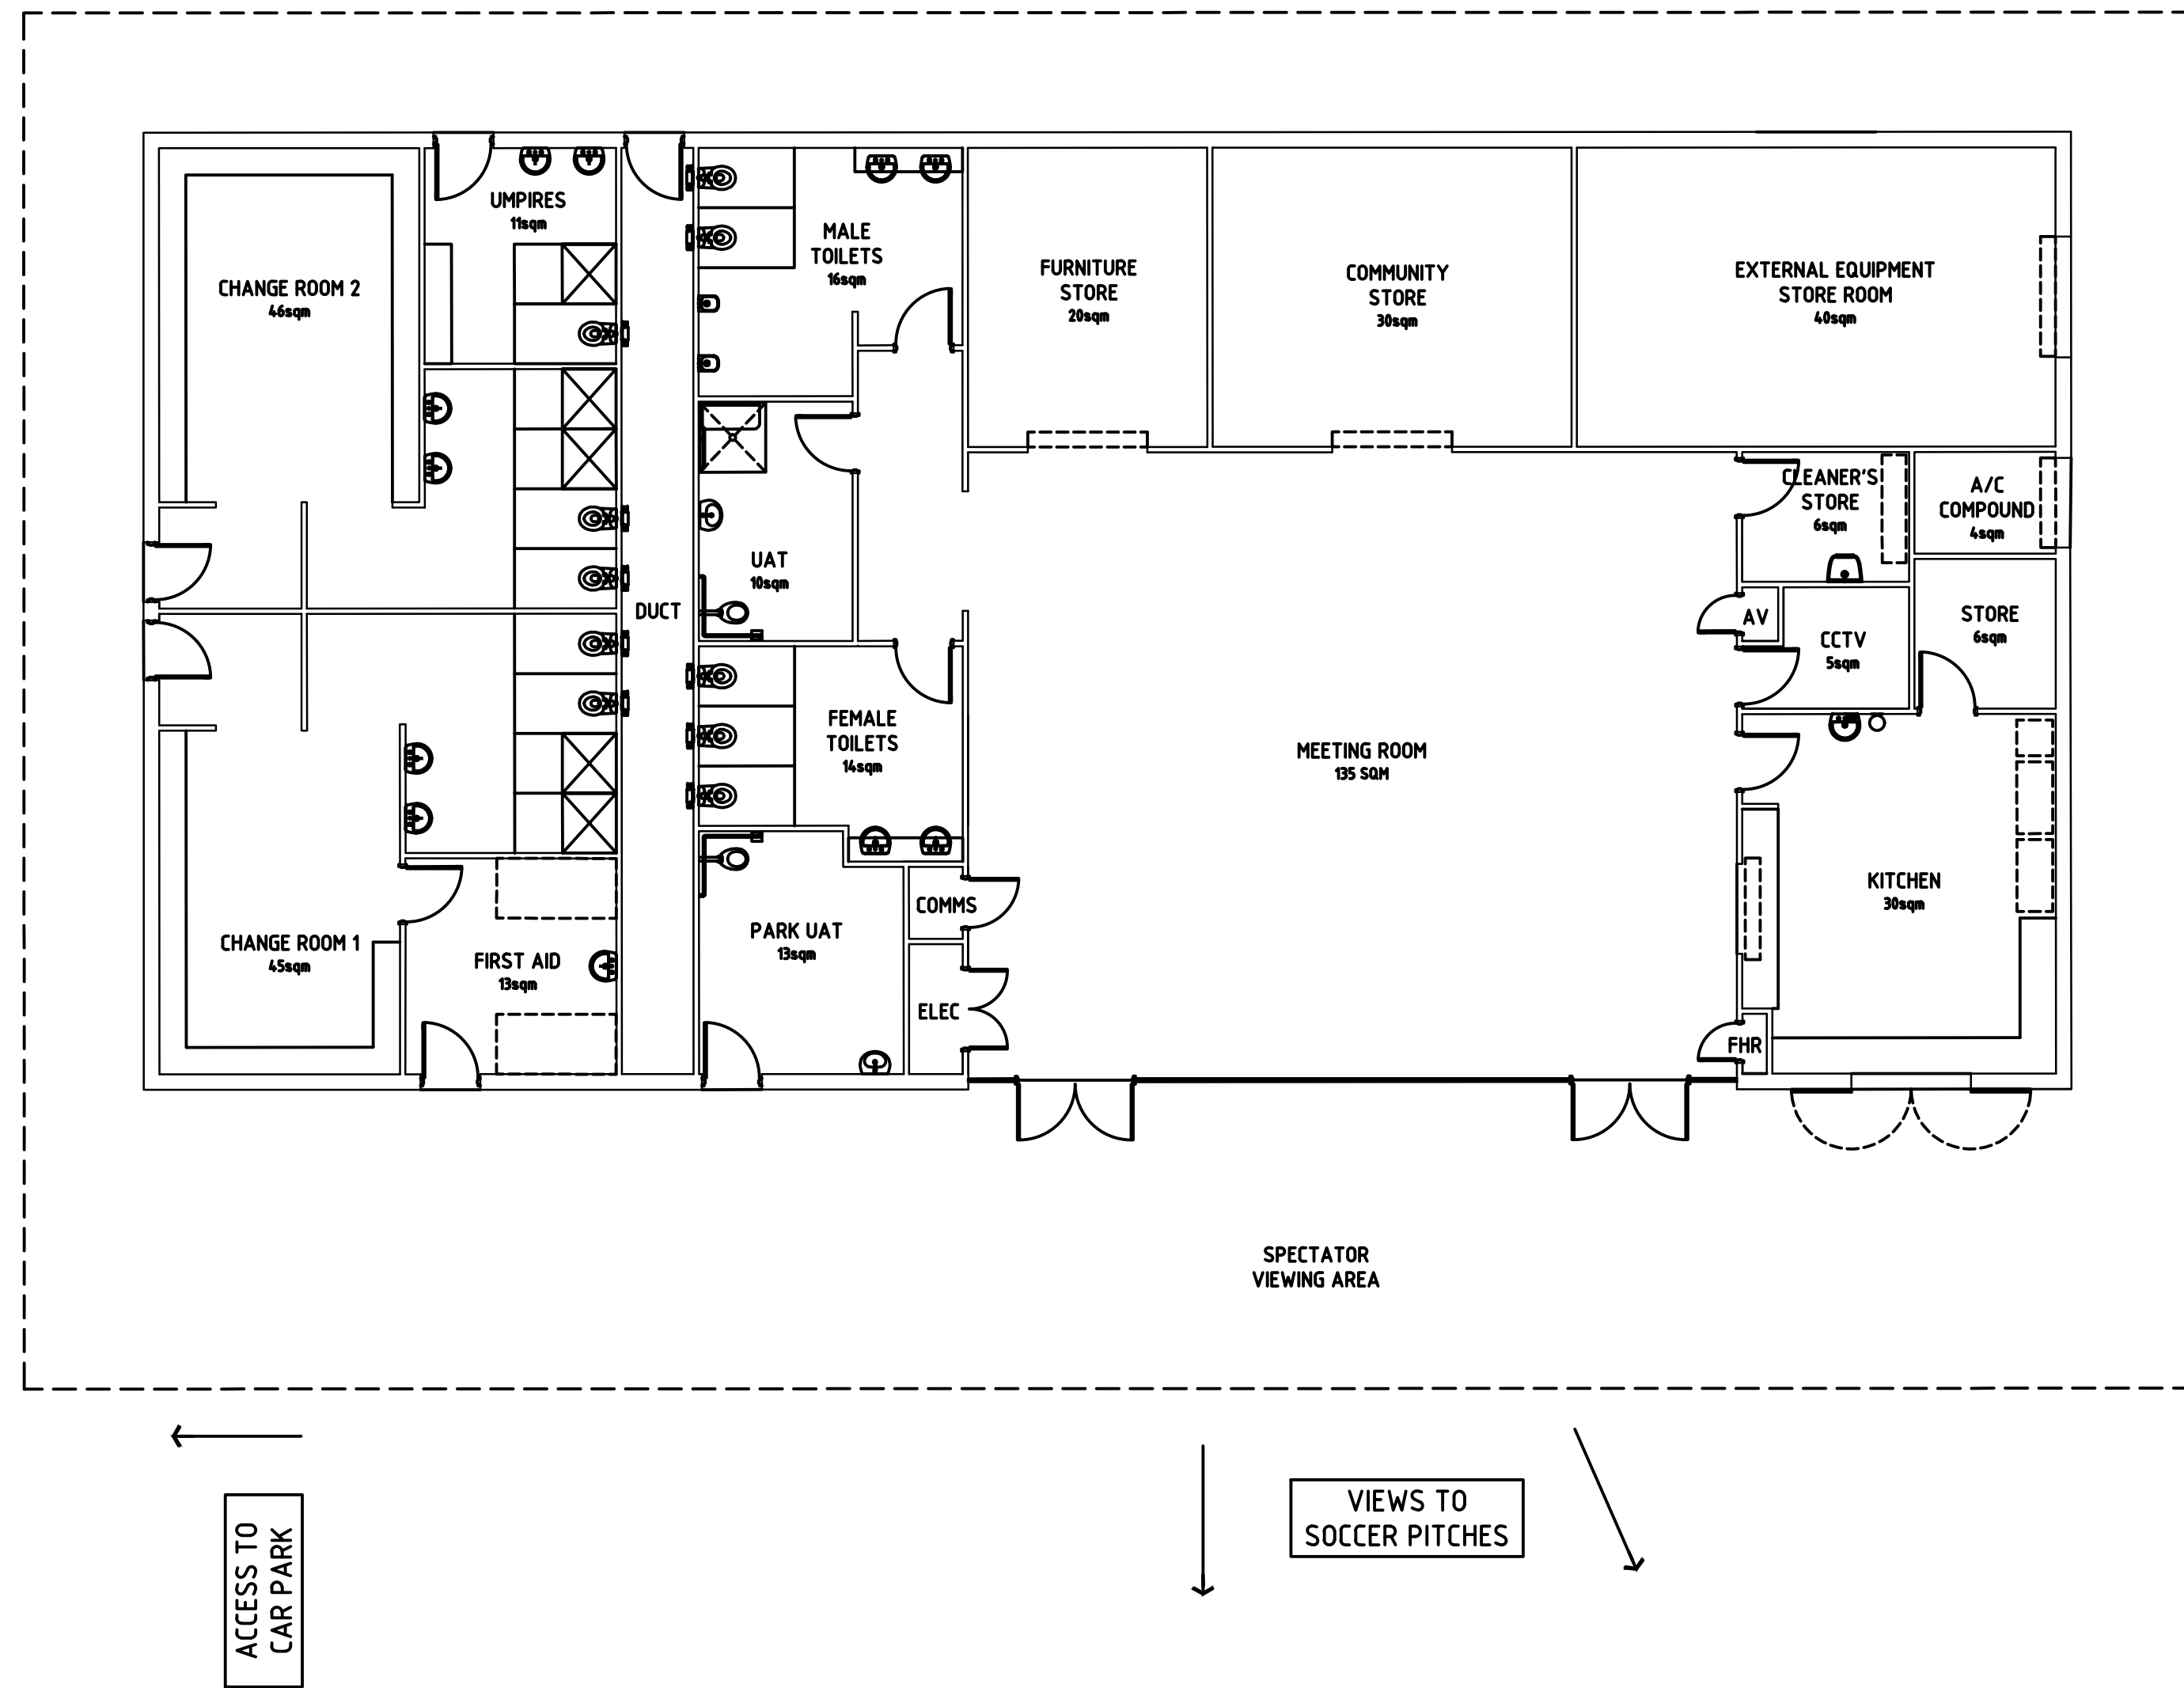 UMPIRES
11sqm
CHANGE ROOM 2
46sqm
MALE
TOILETS
16sqm
FURNITURE
STORE
20sqm
COMMUNITY
STORE
30sqm
EXTERNAL EQUIPMENT
STORE ROOM
40sqm
CLEANER'S
STORE
6sqm
A/C
COMPOUND
4sqm
UAT
10sqm
DUCT
AV
CCTV
5sqm
STORE
6sqm
FEMALE
TOILETS
14sqm
MEETING ROOM
135 SQM
KITCHEN
30sqm
COMMS
PARK UAT
13sqm
CHANGE ROOM 1
45sqm
FIRST AID
13sqm
ELEC
FHR
SPECTATOR
VIEWING AREA
VIEWS TO
SOCCER PITCHES
ACCESS TO
CAR PARK